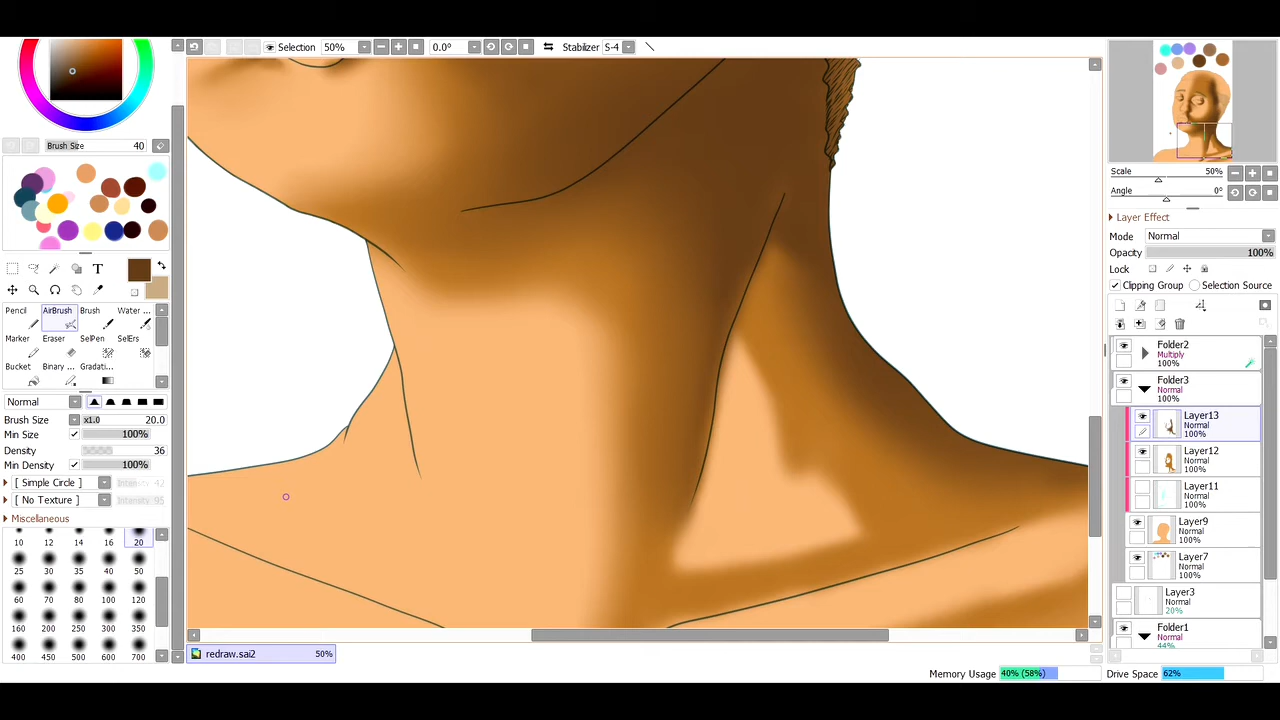 Selection 50% 0.0° Stabilizer S-4
Brush Size 40
T
Pencil AirBrush Brush Water ...
Marker Eraser SelPen SelErs
Bucket Binary ... Gradati...
Normal
Brush Size x1.0 20.0
Min Size 100%
Density 36
Min Density 100%
[ Simple Circle ] Intensity 42
[ No Texture ] Intensity 95
Miscellaneous
10 12 14 16 20
25 30 35 40 50
60 70 80 100 120
160 200 250 300 350
400 450 500 600 700
redraw.sai2 50%
Memory Usage 40% (58%) Drive Space 62%
Scale 50%
Angle 0°
Layer Effect
Mode Normal
Opacity 100%
Lock
Clipping Group Selection Source
Folder2
Multiply
100%
Folder3
Normal
100%
Layer13
Normal
100%
Layer12
Normal
100%
Layer11
Normal
100%
Layer9
Normal
100%
Layer7
Normal
100%
Layer3
Normal
20%
Folder1
Normal
44%